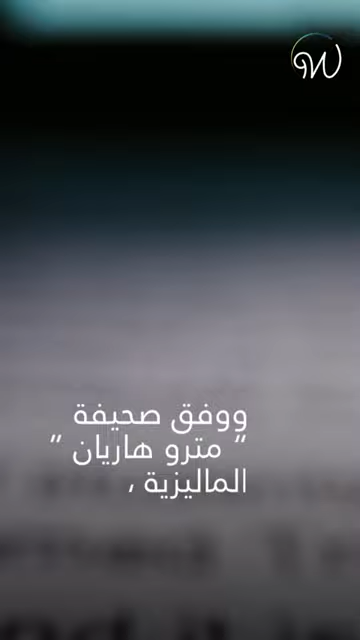 ووفق صحيفة
" مترو هاريان "
الماليزية ،